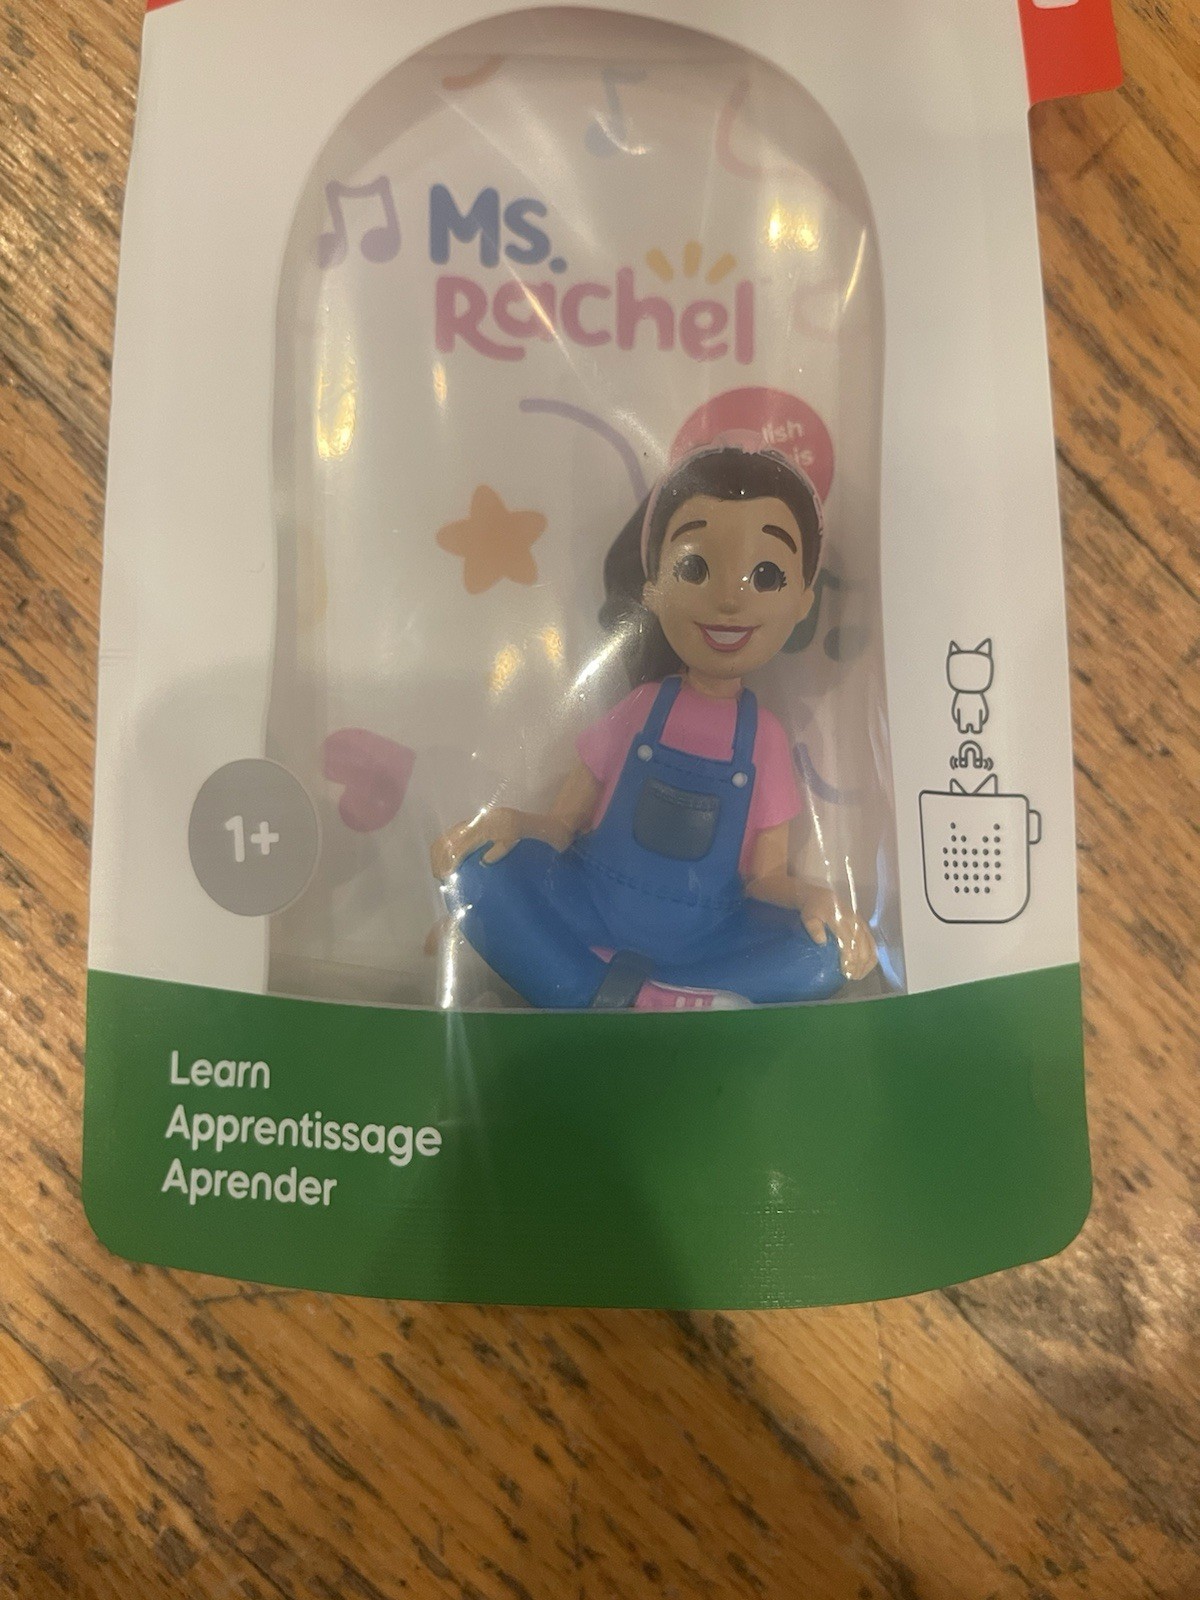 Ms.
Rachel
1+
Learn
Apprentissage
Aprender